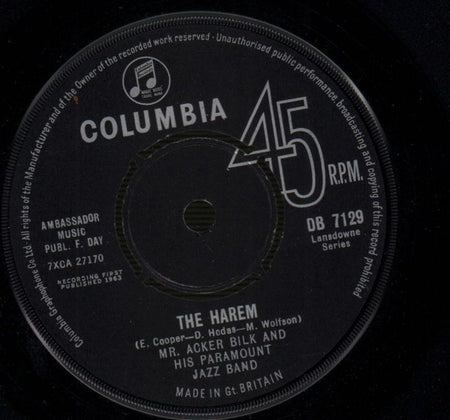 Columbia Graphophone Co Ltd · All rights of the Manufacturer and of the Owner of the recorded work reserved · Unauthorised public performance, broadcasting and copying of this record prohibited
COLUMBIA
45
R.P.M.
AMBASSADOR
MUSIC
PUBL. F. DAY
7XCA 27170
RECORDING FIRST
PUBLISHED 1963
DB 7129
Lansdowne
Series
THE HAREM
(E. Cooper—D. Hodas—M. Wolfson)
MR. ACKER BILK AND
HIS PARAMOUNT
JAZZ BAND
MADE IN Gt. BRITAIN